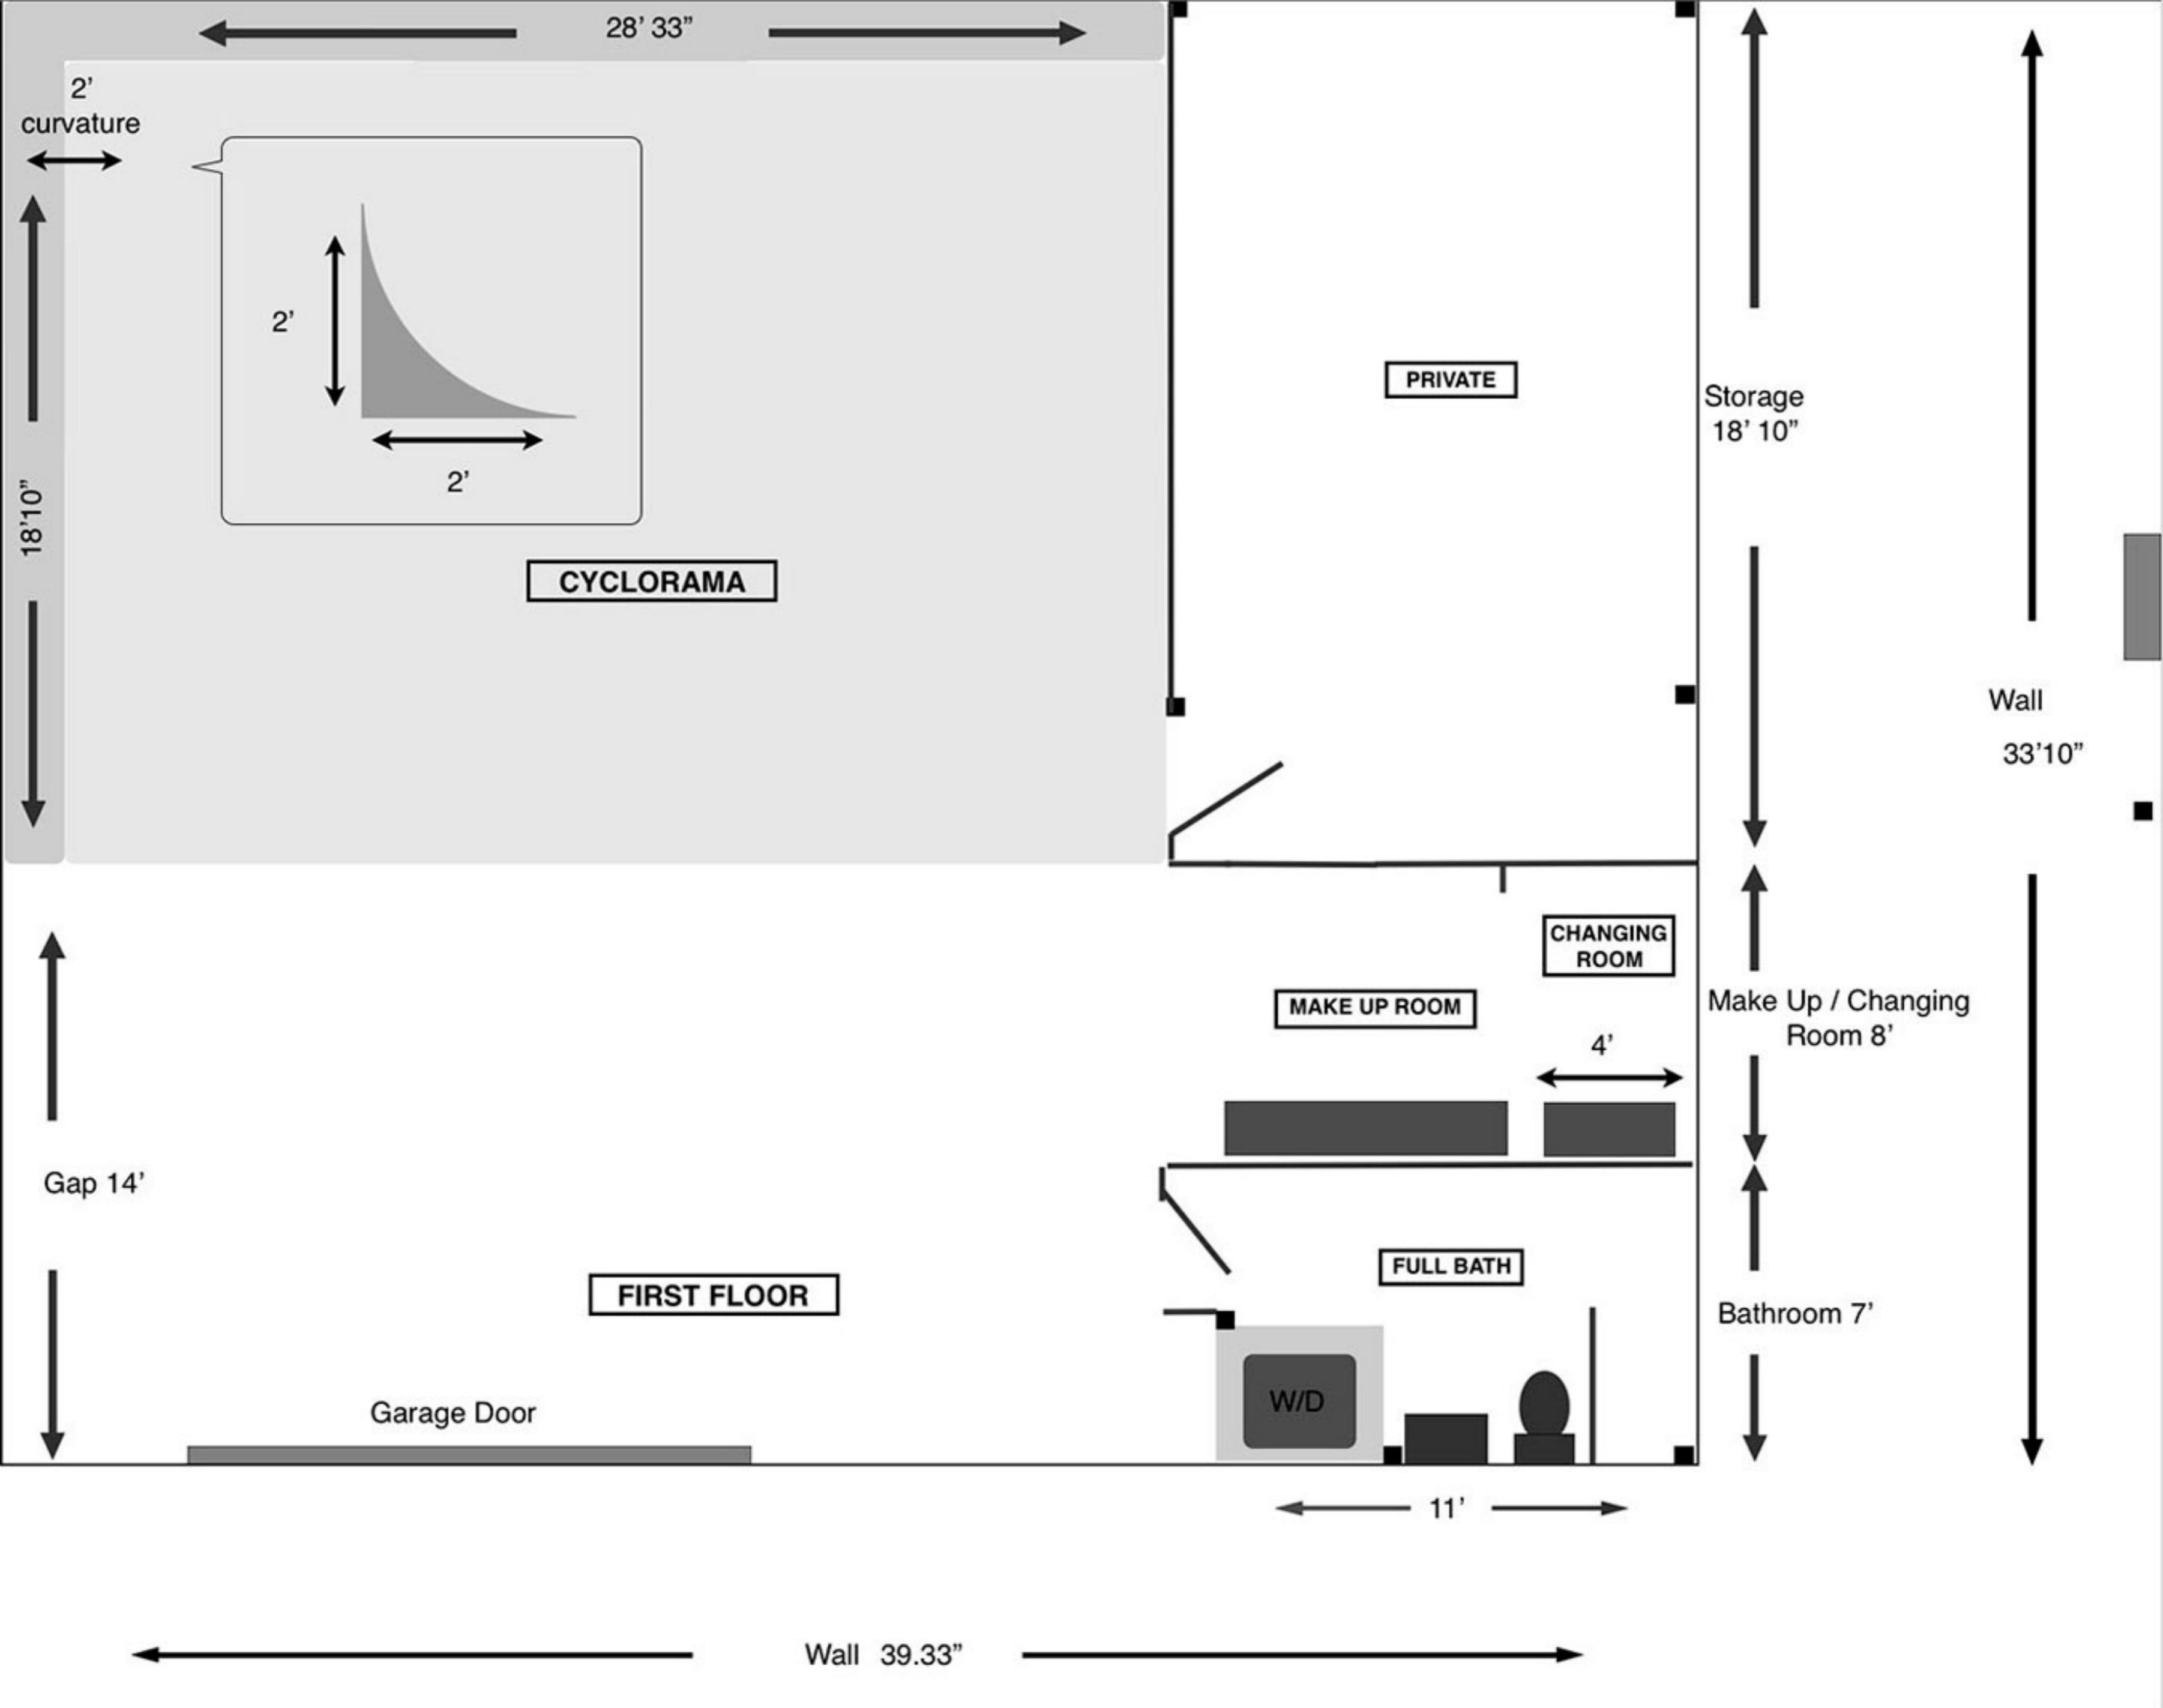 28’ 33”
2’
curvature
2’
2’
18’10”
CYCLORAMA
PRIVATE
Storage
18’ 10”
Wall
33’10”
CHANGING
ROOM
MAKE UP ROOM
Make Up / Changing
Room 8’
4’
Gap 14’
FULL BATH
FIRST FLOOR
Bathroom 7’
W/D
Garage Door
11’
Wall 39.33”